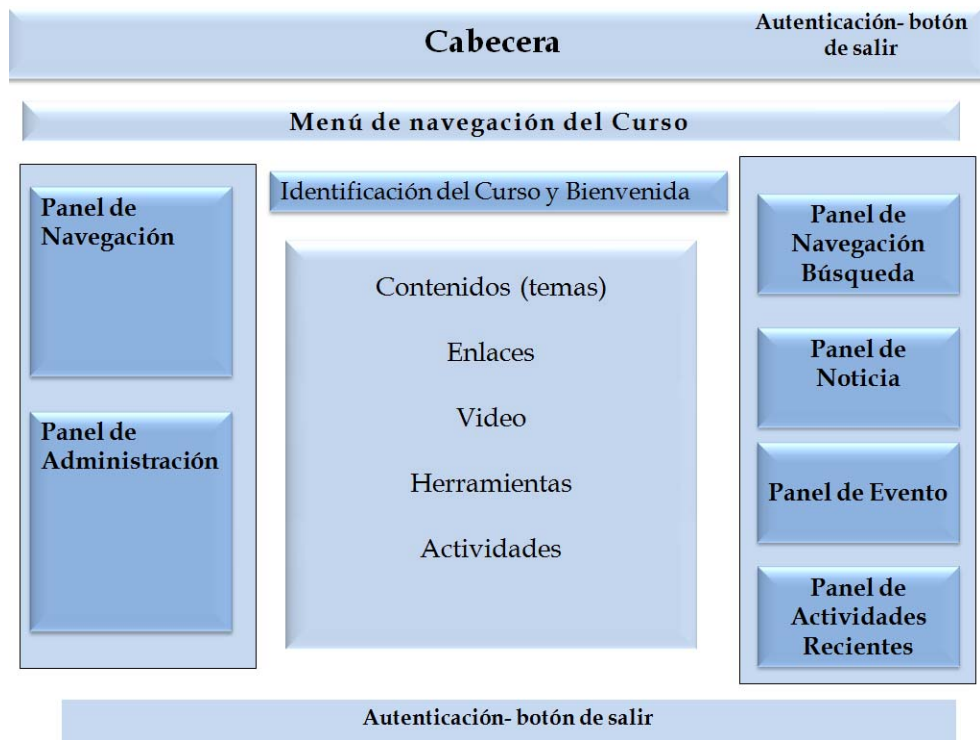 Cabecera
Autenticación- botón
de salir
Menú de navegación del Curso
Panel de
Navegación
Panel de
Administración
Identificación del Curso y Bienvenida
Contenidos (temas)
Enlaces
Video
Herramientas
Actividades
Panel de
Navegación
Búsqueda
Panel de
Noticia
Panel de Evento
Panel de
Actividades
Recientes
Autenticación- botón de salir